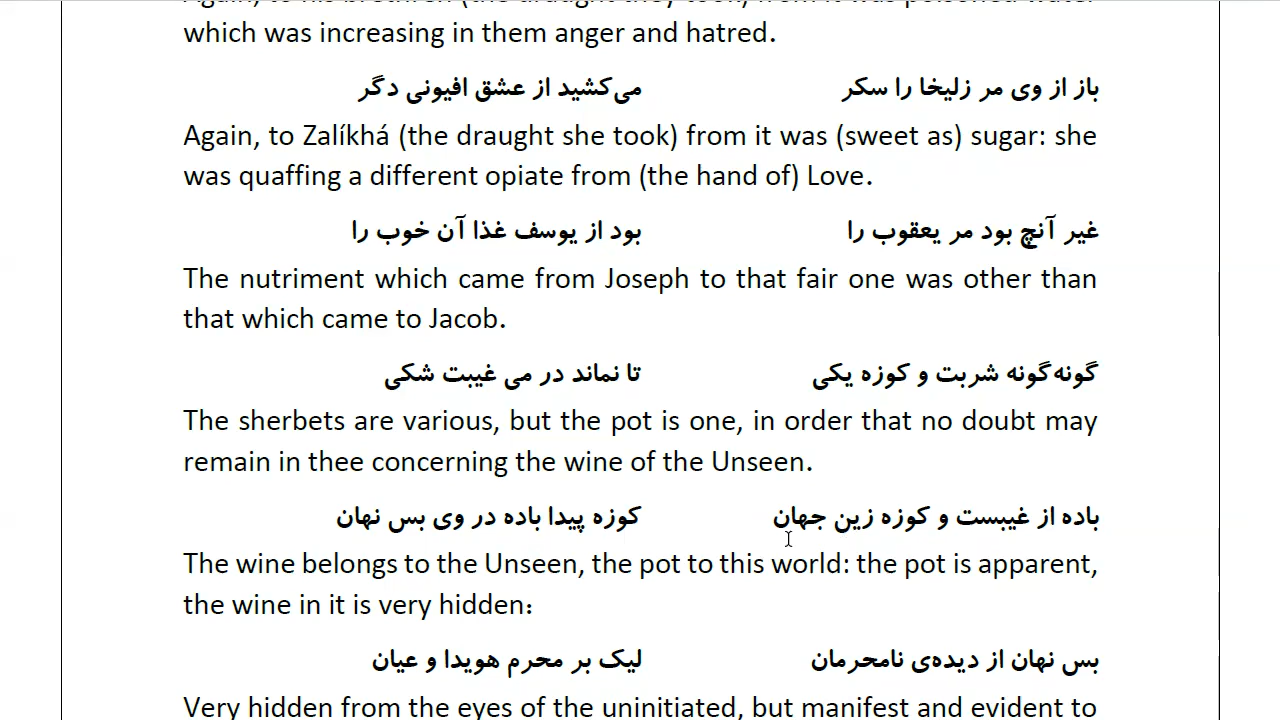 which was increasing in them anger and hatred.
باز از وی مر زلیخا را سکر می‌کشید از عشق افیونی دگر
Again, to Zalíkhá (the draught she took) from it was (sweet as) sugar: she
was quaffing a different opiate from (the hand of) Love.
غیر آنچ بود مر یعقوب را بود از یوسف غذا آن خوب را
The nutriment which came from Joseph to that fair one was other than
that which came to Jacob.
گونه‌گونه شربت و کوزه یکی تا نماند در می غیبت شکی
The sherbets are various, but the pot is one, in order that no doubt may
remain in thee concerning the wine of the Unseen.
باده از غیبست و کوزه زین جهان کوزه پیدا باده در وی بس نهان
The wine belongs to the Unseen, the pot to this world: the pot is apparent,
the wine in it is very hidden:
بس نهان از دیده‌ی نامحرمان لیک بر محرم هویدا و عیان
Very hidden from the eyes of the uninitiated, but manifest and evident to